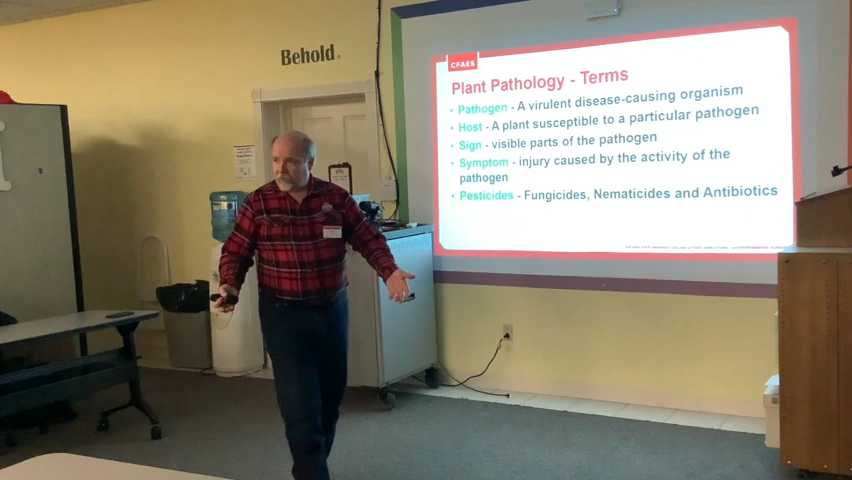 Behold.
CFAES
Plant Pathology - Terms
• Pathogen - A virulent disease-causing organism
• Host - A plant susceptible to a particular pathogen
• Sign - visible parts of the pathogen
• Symptom - injury caused by the activity of the
pathogen
• Pesticides - Fungicides, Nematicides and Antibiotics